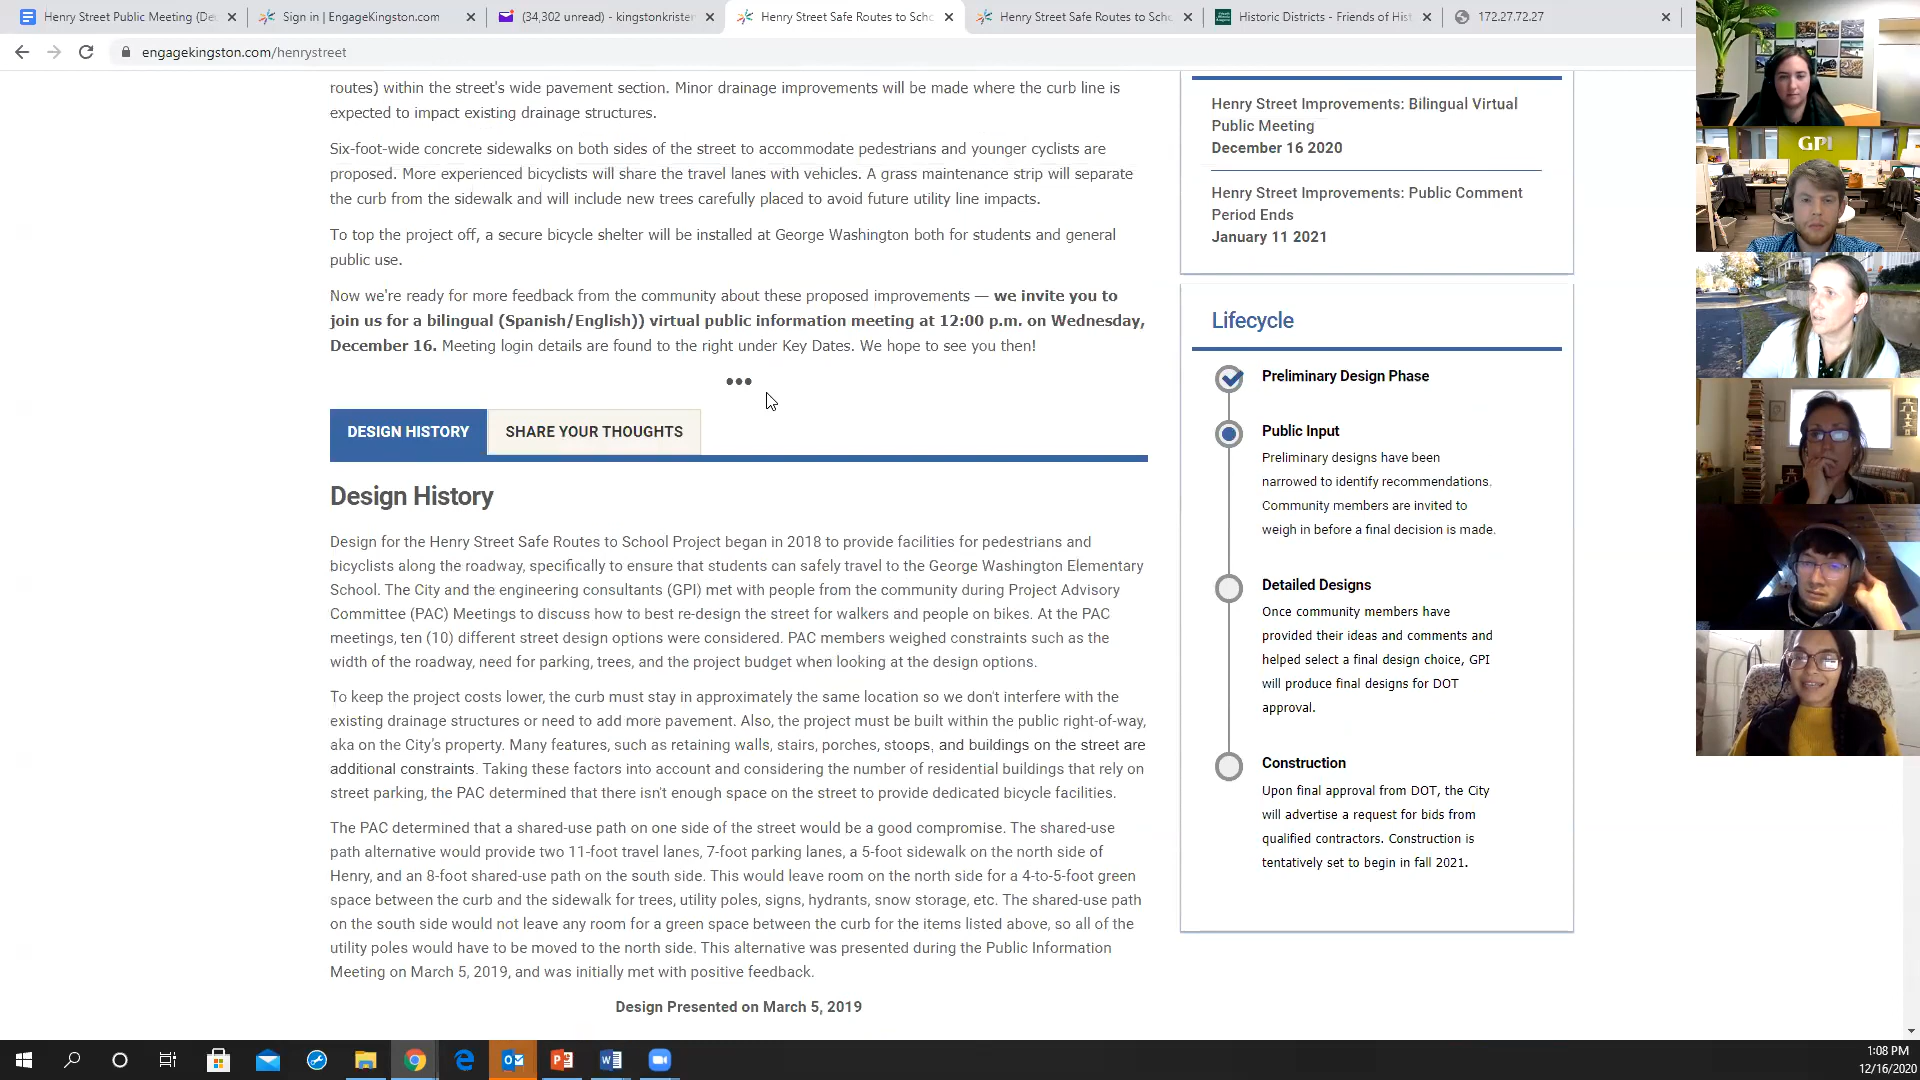 Henry Street Public Meeting (De
Sign in | EngageKingston.com
(34,302 unread) - kingstonkriste
Henry Street Safe Routes to Scho
Henry Street Safe Routes to Scho
Historic Districts - Friends of His
172.27.72.27
engagekingston.com/henrystreet
routes) within the street's wide pavement section. Minor drainage improvements will be made where the curb line is
expected to impact existing drainage structures.
Six-foot-wide concrete sidewalks on both sides of the street to accommodate pedestrians and younger cyclists are
proposed. More experienced bicyclists will share the travel lanes with vehicles. A grass maintenance strip will separate
the curb from the sidewalk and will include new trees carefully placed to avoid future utility line impacts.
To top the project off, a secure bicycle shelter will be installed at George Washington both for students and general
public use.
Now we're ready for more feedback from the community about these proposed improvements — we invite you to
join us for a bilingual (Spanish/English)) virtual public information meeting at 12:00 p.m. on Wednesday,
December 16. Meeting login details are found to the right under Key Dates. We hope to see you then!
•••
DESIGN HISTORY
SHARE YOUR THOUGHTS
Design History
Design for the Henry Street Safe Routes to School Project began in 2018 to provide facilities for pedestrians and
bicyclists along the roadway, specifically to ensure that students can safely travel to the George Washington Elementary
School. The City and the engineering consultants (GPI) met with people from the community during Project Advisory
Committee (PAC) Meetings to discuss how to best re-design the street for walkers and people on bikes. At the PAC
meetings, ten (10) different street design options were considered. PAC members weighed constraints such as the
width of the roadway, need for parking, trees, and the project budget when looking at the design options.
To keep the project costs lower, the curb must stay in approximately the same location so we don't interfere with the
existing drainage structures or need to add more pavement. Also, the project must be built within the public right-of-way,
aka on the City's property. Many features, such as retaining walls, stairs, porches, stoops, and buildings on the street are
additional constraints. Taking these factors into account and considering the number of residential buildings that rely on
street parking, the PAC determined that there isn't enough space on the street to provide dedicated bicycle facilities.
The PAC determined that a shared-use path on one side of the street would be a good compromise. The shared-use
path alternative would provide two 11-foot travel lanes, 7-foot parking lanes, a 5-foot sidewalk on the north side of
Henry, and an 8-foot shared-use path on the south side. This would leave room on the north side for a 4-to-5-foot green
space between the curb and the sidewalk for trees, utility poles, signs, hydrants, snow storage, etc. The shared-use path
on the south side would not leave any room for a green space between the curb for the items listed above, so all of the
utility poles would have to be moved to the north side. This alternative was presented during the Public Information
Meeting on March 5, 2019, and was initially met with positive feedback.
Design Presented on March 5, 2019
Henry Street Improvements: Bilingual Virtual
Public Meeting
December 16 2020
Henry Street Improvements: Public Comment
Period Ends
January 11 2021
Lifecycle
Preliminary Design Phase
Public Input
Preliminary designs have been
narrowed to identify recommendations.
Community members are invited to
weigh in before a final decision is made.
Detailed Designs
Once community members have
provided their ideas and comments and
helped select a final design choice, GPI
will produce final designs for DOT
approval.
Construction
Upon final approval from DOT, the City
will advertise a request for bids from
qualified contractors. Construction is
tentatively set to begin in fall 2021.
GPI
1:08 PM
12/16/2020